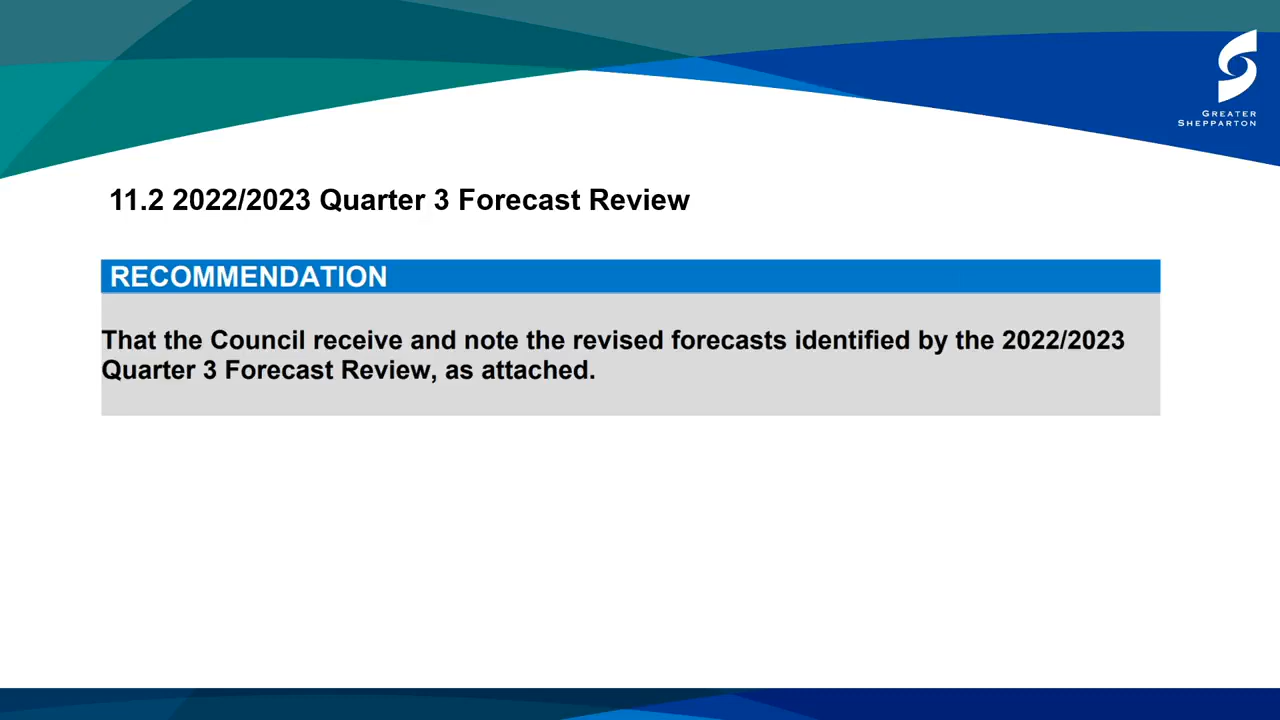 GREATER
SHEPPARTON
11.2 2022/2023 Quarter 3 Forecast Review
RECOMMENDATION
That the Council receive and note the revised forecasts identified by the 2022/2023
Quarter 3 Forecast Review, as attached.